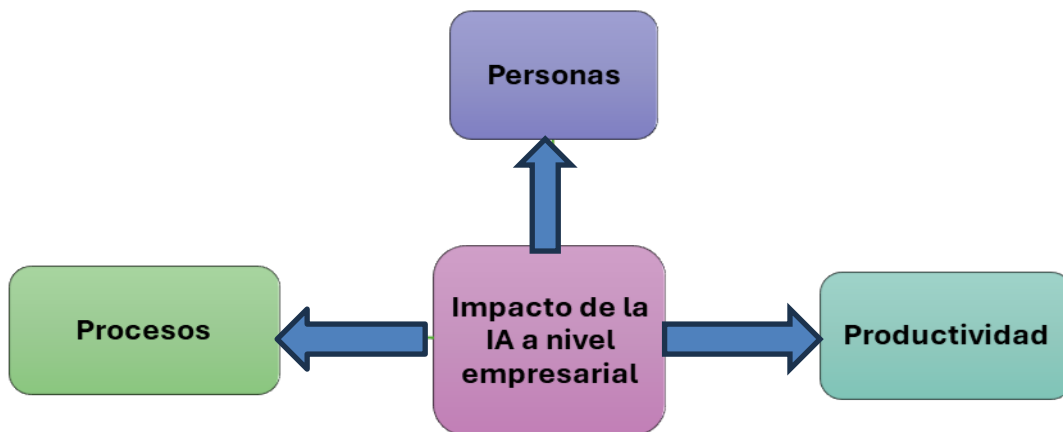 Personas
Procesos
Impacto de la
IA a nivel
empresarial
Productividad